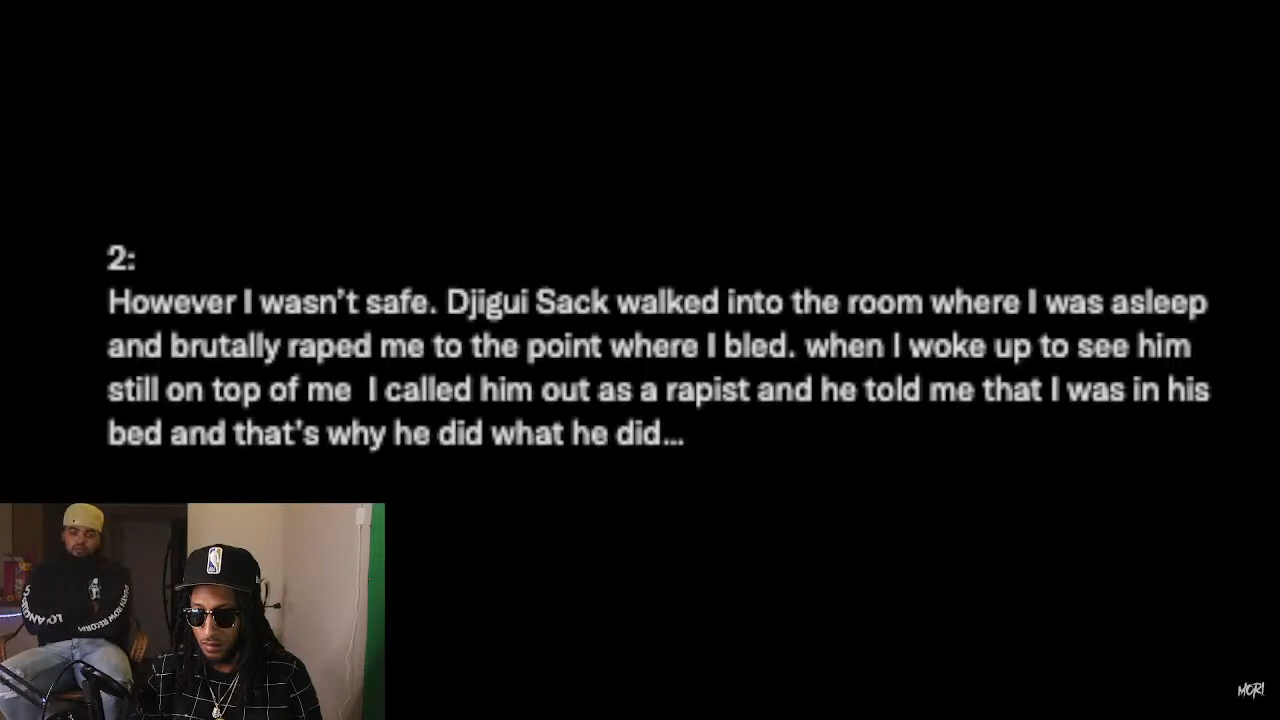 2:
However I wasn't safe. Djigui Sack walked into the room where I was asleep
and brutally raped me to the point where I bled. when I woke up to see him
still on top of me  I called him out as a rapist and he told me that I was in his
bed and that's why he did what he did...
MORI